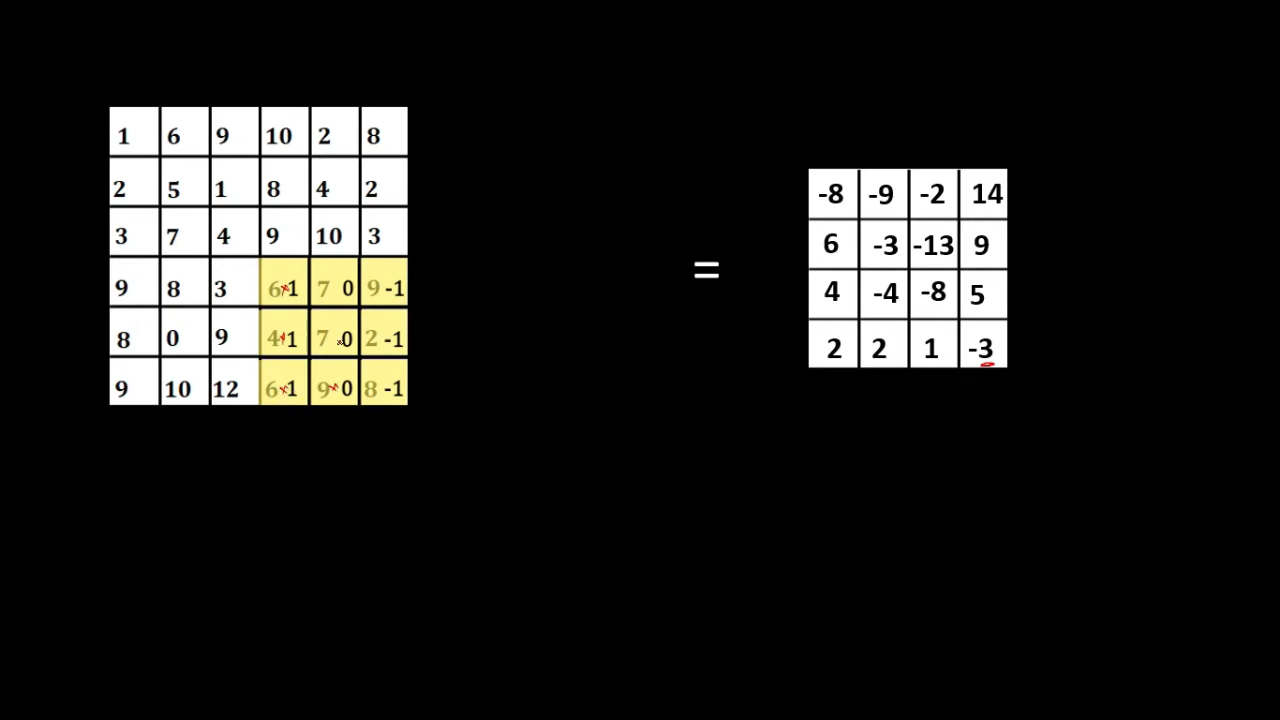 1 6 9 10 2 8
2 5 1 8 4 2
3 7 4 9 10 3
9 8 3 6×1 7 0 9 -1
8 0 9 4×1 7 ×0 2 -1
9 10 12 6×1 9×0 8 -1
=
-8 -9 -2 14
6 -3 -13 9
4 -4 -8 5
2 2 1 -3